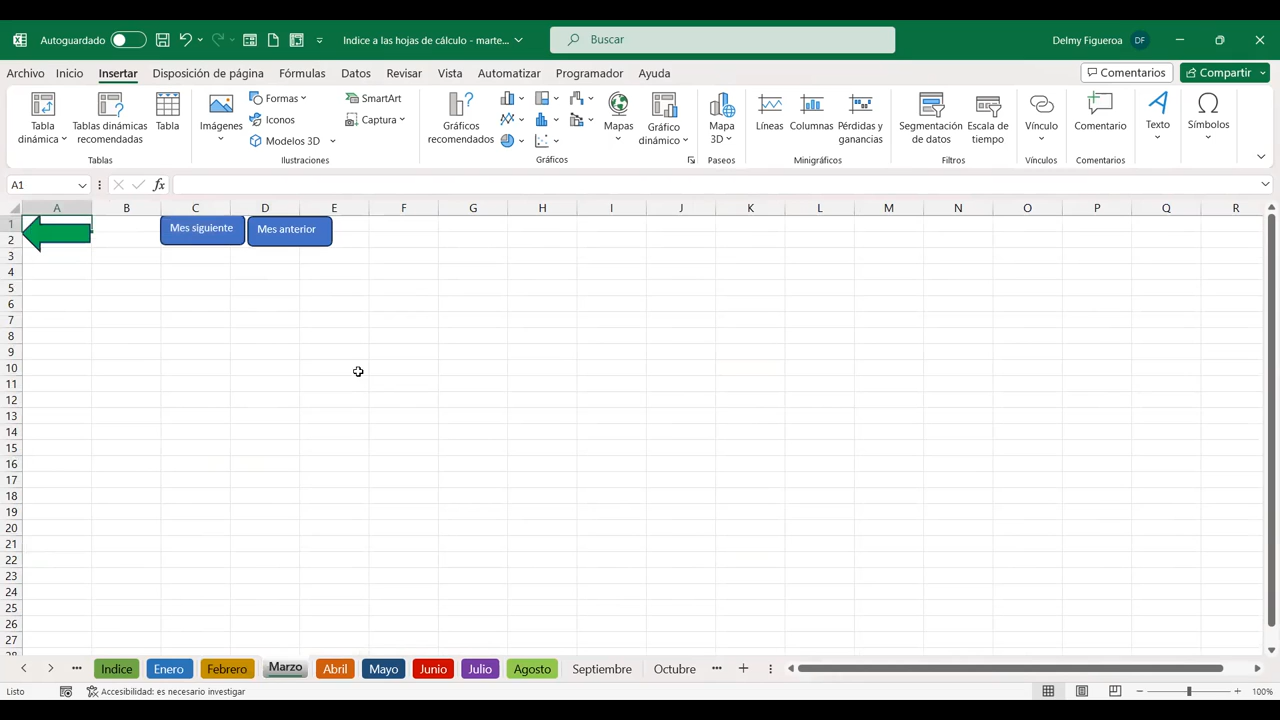 Autoguardado
Indice a las hojas de cálculo - marte...
Buscar
Delmy Figueroa DF
Archivo Inicio Insertar Disposición de página Fórmulas Datos Revisar Vista Automatizar Programador Ayuda
Comentarios Compartir
Tabla dinámica
Tablas dinámicas recomendadas
Tabla
Tablas
Imágenes
Formas
Iconos
Modelos 3D
SmartArt
Captura
Ilustraciones
Gráficos recomendados
Mapas
Gráfico dinámico
Gráficos
Mapa 3D
Paseos
Líneas
Columnas
Pérdidas y ganancias
Minigráficos
Segmentación de datos
Escala de tiempo
Filtros
Vínculo
Vínculos
Comentario
Comentarios
Texto
Símbolos
A1 fx
A B C D E F G H I J K L M N O P Q R
1
Mes siguiente Mes anterior
2
3
4
5
6
7
8
9
10
11
12
13
14
15
16
17
18
19
20
21
22
23
24
25
26
27
Indice Enero Febrero Marzo Abril Mayo Junio Julio Agosto Septiembre Octubre
Listo Accesibilidad: es necesario investigar 100%